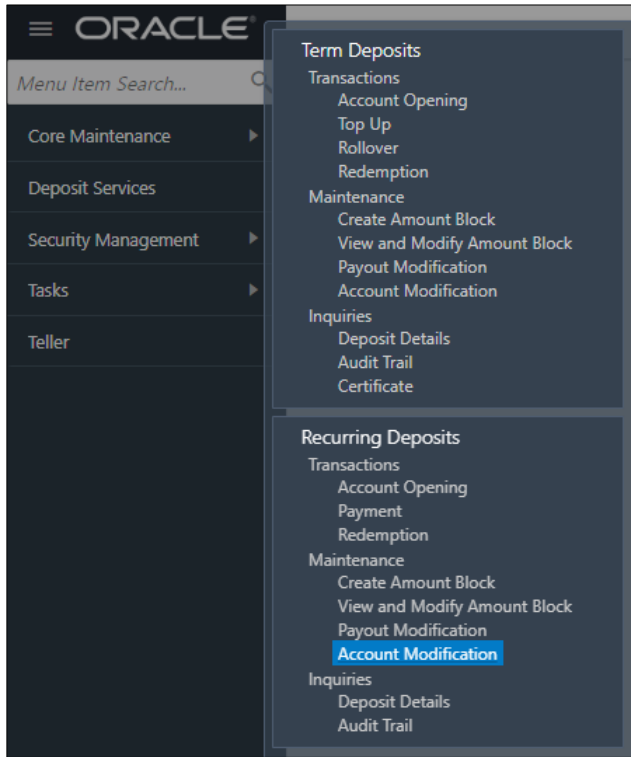 ORACLE
Menu Item Search...
Core Maintenance
Deposit Services
Security Management
Tasks
Teller
Term Deposits
Transactions
Account Opening
Top Up
Rollover
Redemption
Maintenance
Create Amount Block
View and Modify Amount Block
Payout Modification
Account Modification
Inquiries
Deposit Details
Audit Trail
Certificate
Recurring Deposits
Transactions
Account Opening
Payment
Redemption
Maintenance
Create Amount Block
View and Modify Amount Block
Payout Modification
Account Modification
Inquiries
Deposit Details
Audit Trail